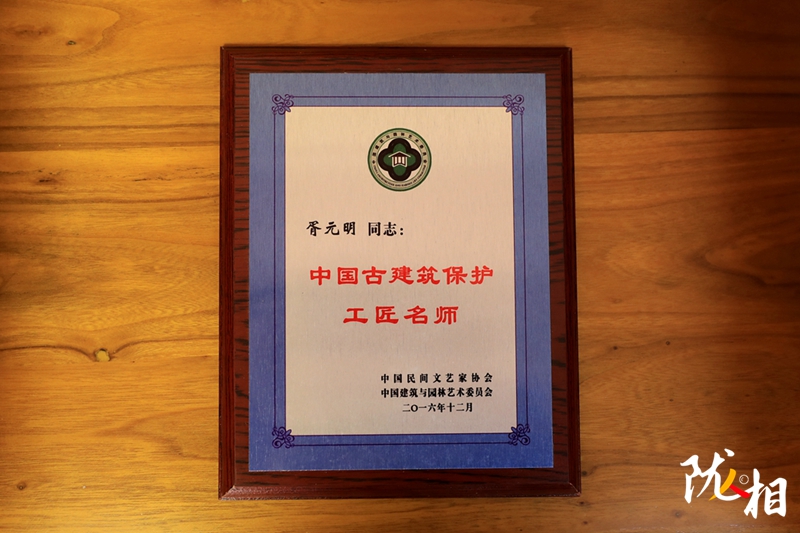 胥元明 同志：
中国古建筑保护
工匠名师
中国民间文艺家协会
中国建筑与园林艺术委员会
二〇一六年十二月
陇人相